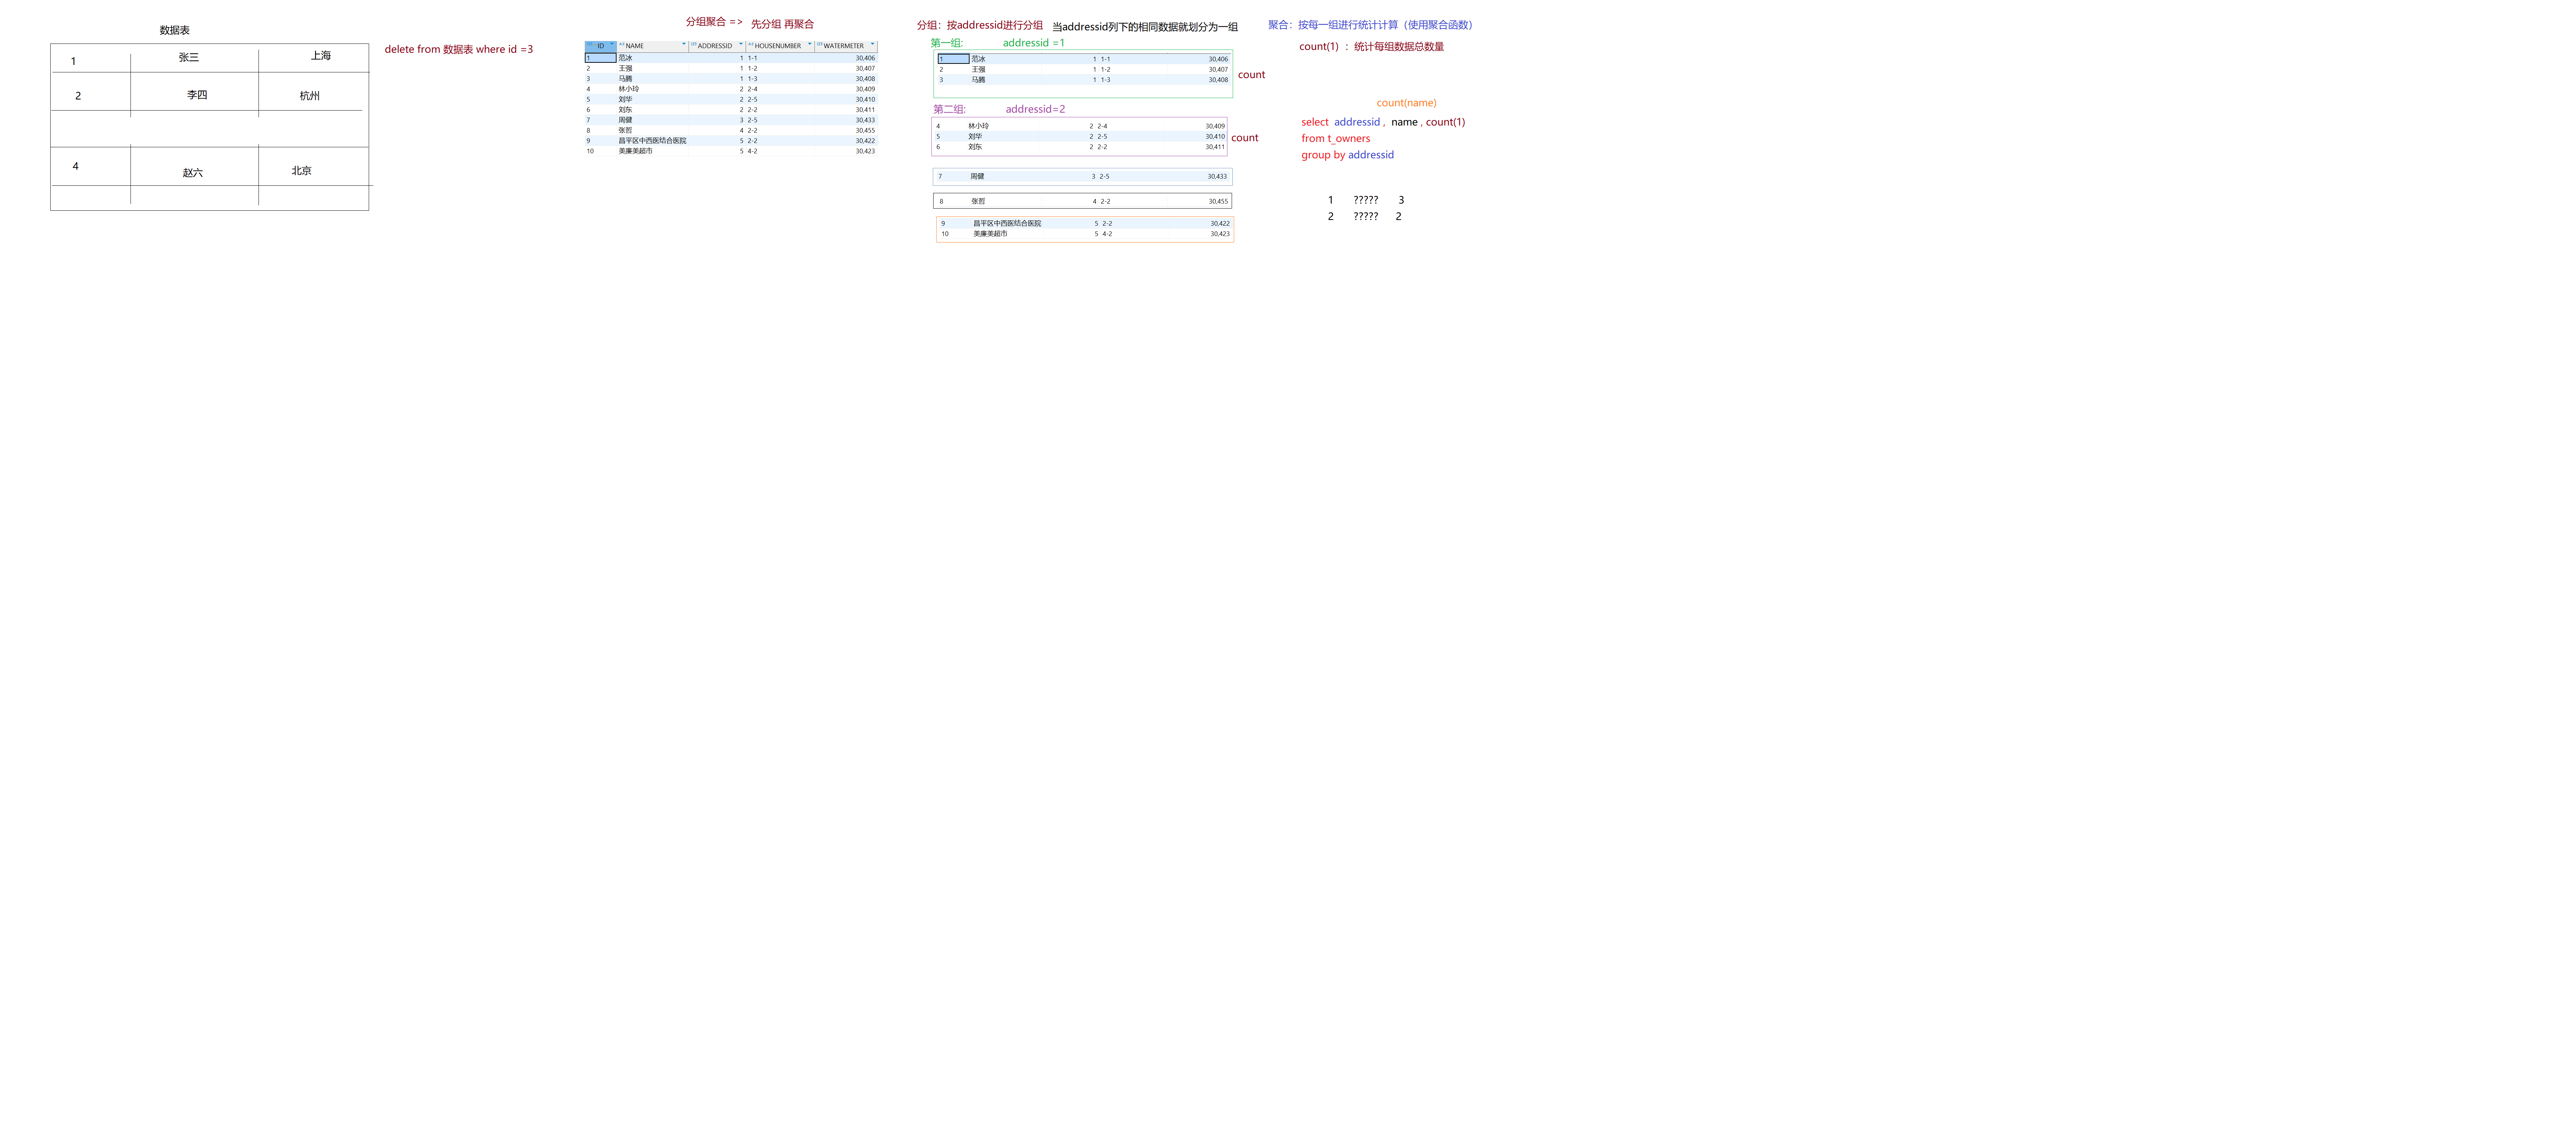 数据表
1 张三 上海
2 李四 杭州
4 赵六 北京
delete from 数据表 where id =3
分组聚合 => 先分组 再聚合
ID NAME ADDRESSID HOUSENUMBER WATERMETER
1 范冰 1 1-1 30,406
2 王强 1 1-2 30,407
3 马腾 1 1-3 30,408
4 林小玲 2 2-4 30,409
5 刘华 2 2-5 30,410
6 刘东 2 2-2 30,411
7 周健 3 2-5 30,433
8 张哲 4 2-2 30,455
9 昌平区中西医结合医院 5 2-2 30,422
10 美廉美超市 5 4-2 30,423
分组：按addressid进行分组 当addressid列下的相同数据就划分为一组
第一组: addressid =1
1 范冰 1 1-1 30,406
2 王强 1 1-2 30,407
3 马腾 1 1-3 30,408
count
第二组: addressid=2
4 林小玲 2 2-4 30,409
5 刘华 2 2-5 30,410
6 刘东 2 2-2 30,411
count
7 周健 3 2-5 30,433
8 张哲 4 2-2 30,455
9 昌平区中西医结合医院 5 2-2 30,422
10 美廉美超市 5 4-2 30,423
聚合：按每一组进行统计计算（使用聚合函数）
count(1) ：统计每组数据总数量
count(name)
select addressid , name , count(1)
from t_owners
group by addressid
1 ????? 3
2 ????? 2